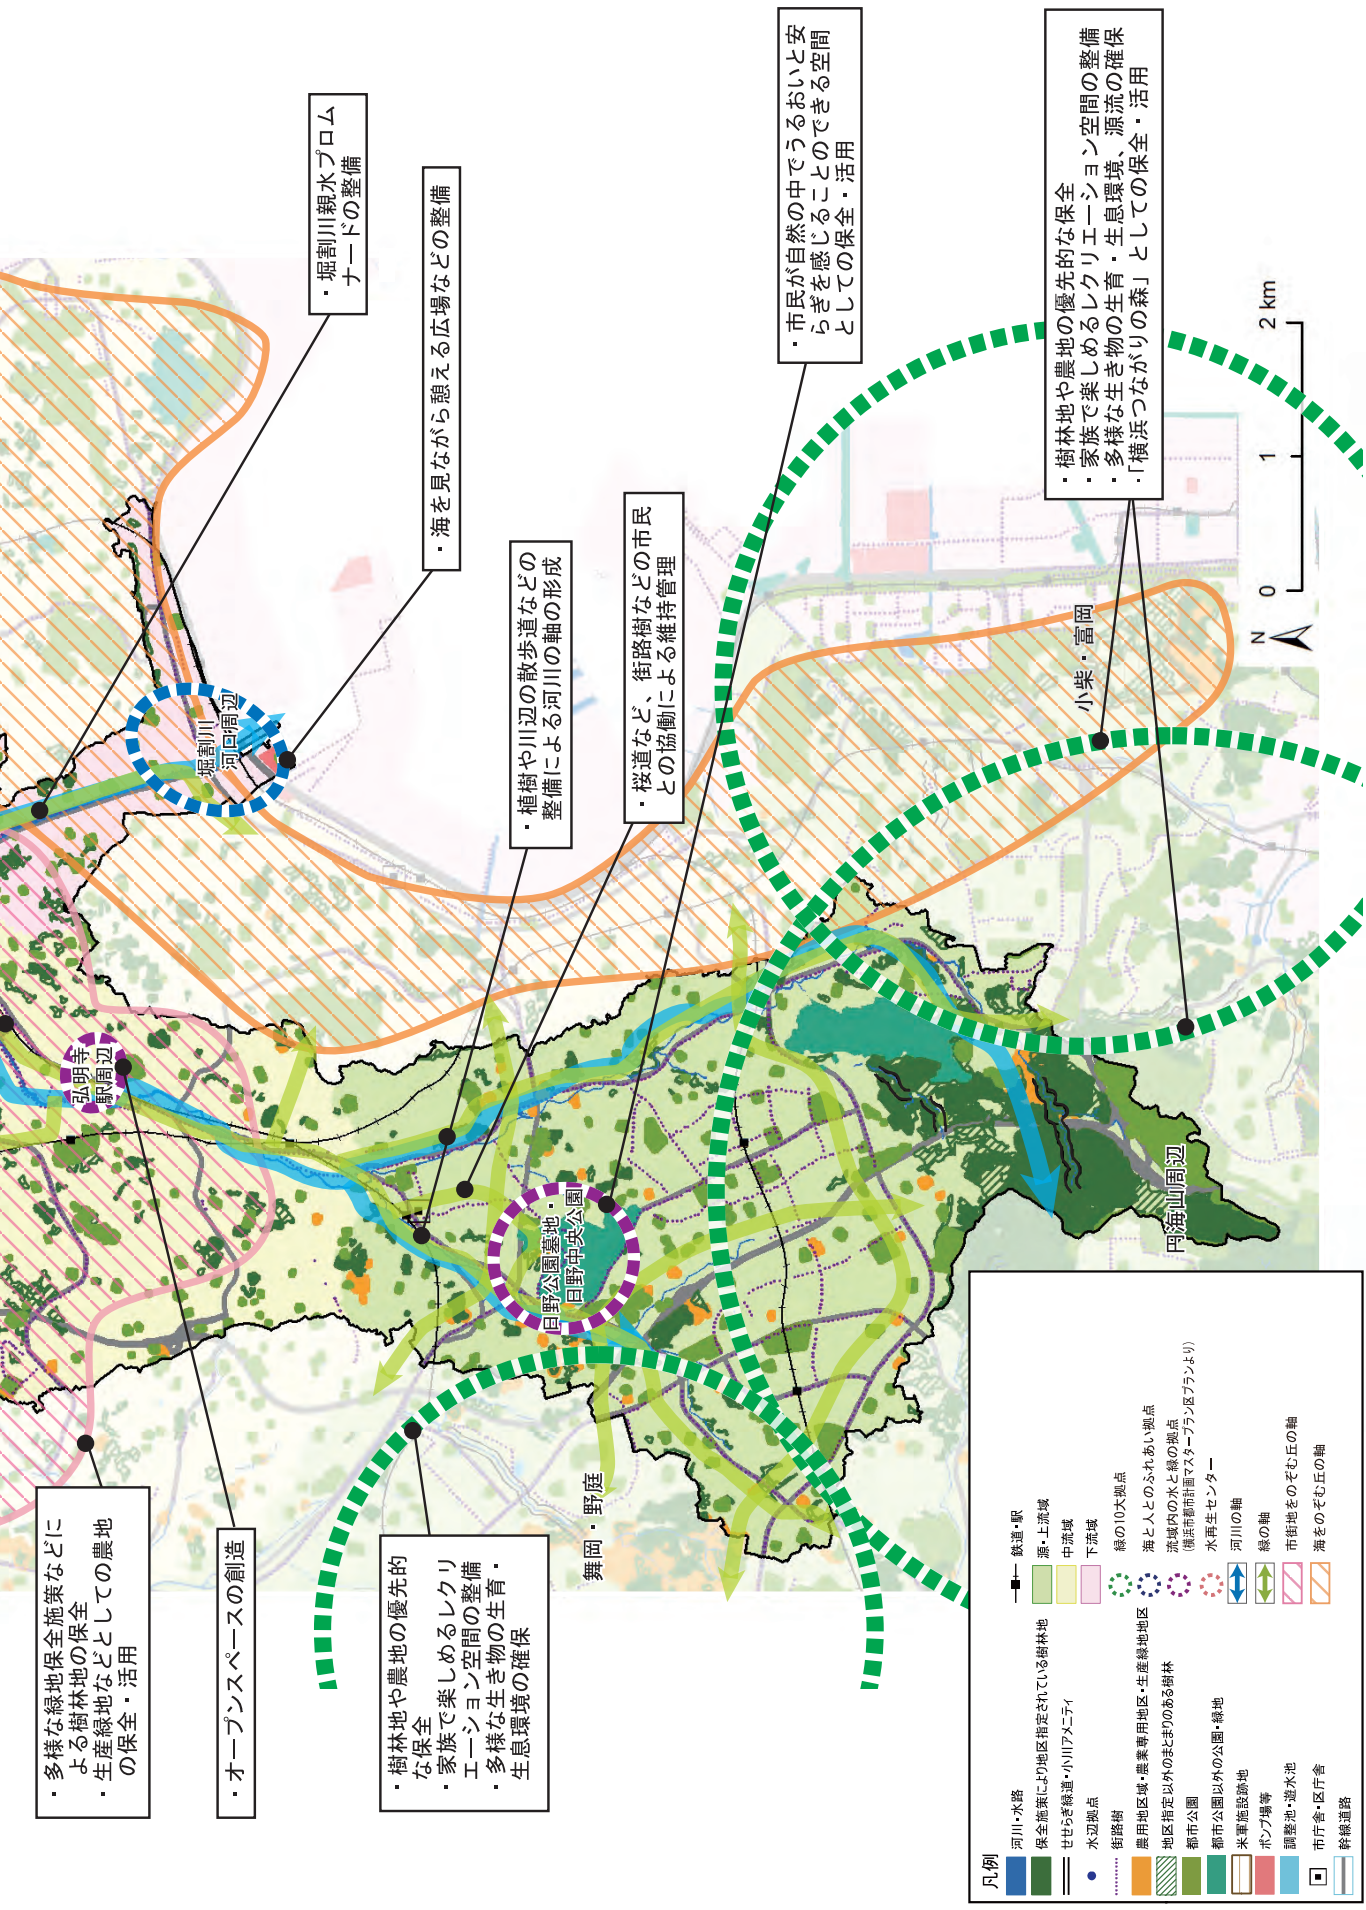 ・多様な緑地保全施策などに
よる樹林地の保全
・生産緑地などとしての農地
の保全・活用
・オープンスペースの創造
・樹林地や農地の優先的
な保全
・家族で楽しめるレクリ
エーション空間の整備
・多様な生き物の生育・
生息環境の確保
・堀割川親水プロム
ナードの整備
・海を見ながら憩える広場などの整備
・植樹や川辺の散歩道などの
整備による河川の軸の形成
・桜道など、街路樹などの市民
との協働による維持管理
・市民が自然の中でうるおいと安
らぎを感じることのできる空間
としての保全・活用
・樹林地や農地の優先的な保全
・家族で楽しめるレクリエーション空間の整備
・多様な生き物の生育・生息環境、源流の確保
・「横浜つながりの森」としての保全・活用
弘明寺
駅周辺
堀割川
河口周辺
日野公園墓地・
日野中央公園
舞岡・野庭
小柴・富岡
円海山周辺
N
0
1
2 km
凡例
河川・水路
保全施策により地区指定されている樹林地
せせらぎ緑道・小川アメニティ
水辺拠点
街路樹
農用地区域・農業専用地区・生産緑地地区
地区指定以外のまとまりのある樹林
都市公園
都市公園以外の公園・緑地
米軍施設跡地
ポンプ場等
調整池・遊水池
市庁舎・区庁舎
幹線道路
鉄道・駅
源・上流域
中流域
下流域
緑の10大拠点
海と人とのふれあい拠点
流域内の水と緑の拠点
(横浜市都市計画マスタープラン区プランより)
水再生センター
河川の軸
緑の軸
市街地をのぞむ丘の軸
海をのぞむ丘の軸